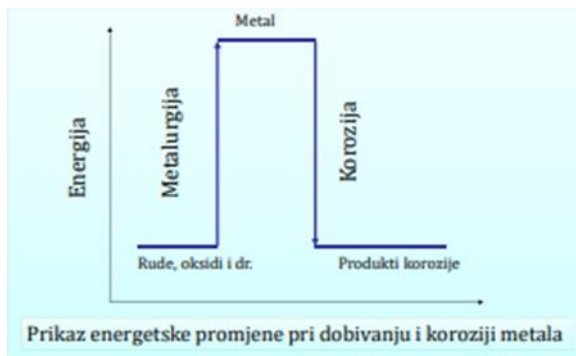 Metal
Energija
Metalurgija
Korozija
Rude, oksidi i dr.
Produkti korozije
Prikaz energetske promjene pri dobivanju i koroziji metala